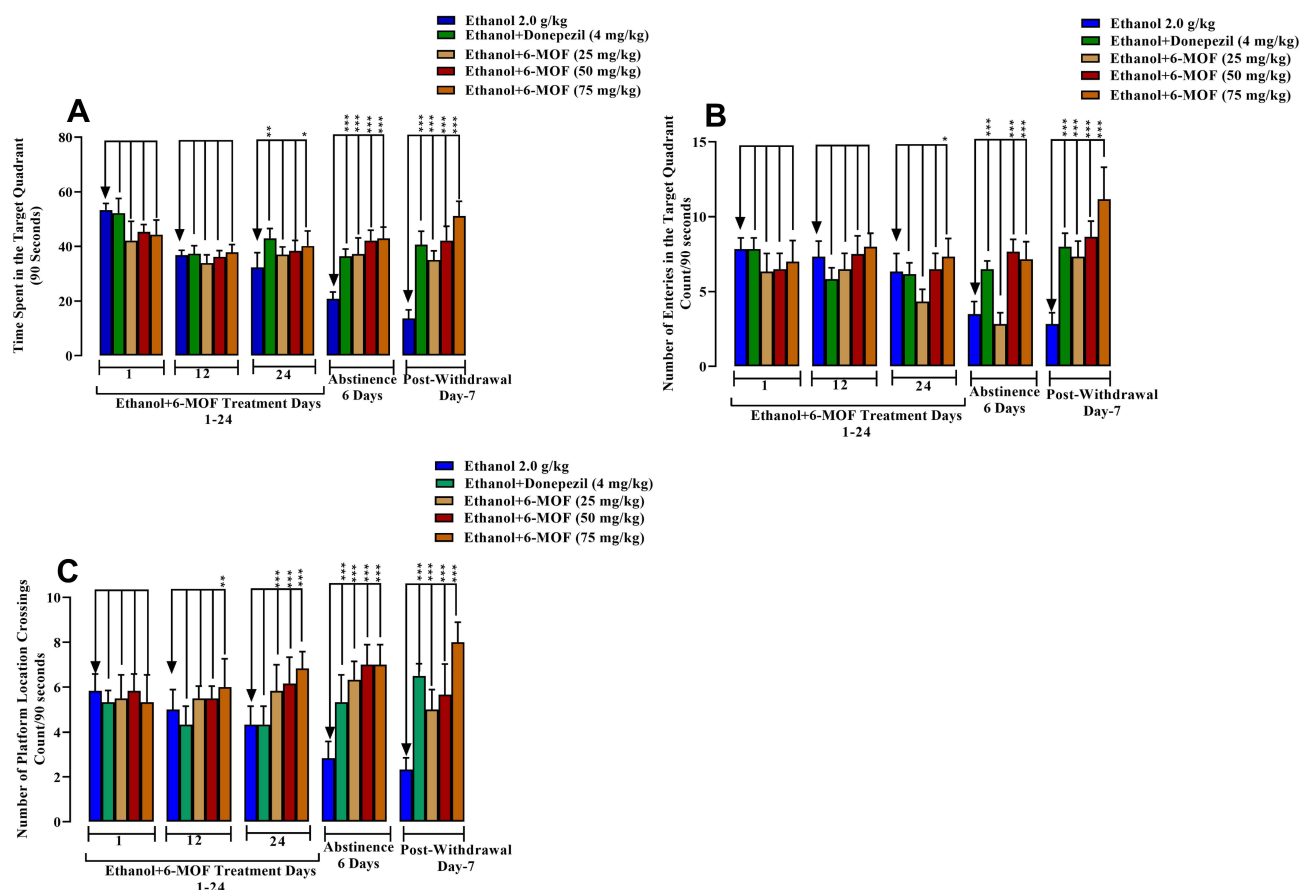 Ethanol 2.0 g/kg
Ethanol+Donepezil (4 mg/kg)
Ethanol+6-MOF (25 mg/kg)
Ethanol+6-MOF (50 mg/kg)
Ethanol+6-MOF (75 mg/kg)
A
Time Spent in the Target Quadrant
(90 Seconds)
80
60
40
20
0
** * *** *** *** *** *** *** *** ***
1 12 24
Abstinence
6 Days
Post-Withdrawal
Day-7
Ethanol+6-MOF Treatment Days
1-24
Ethanol 2.0 g/kg
Ethanol+Donepezil (4 mg/kg)
Ethanol+6-MOF (25 mg/kg)
Ethanol+6-MOF (50 mg/kg)
Ethanol+6-MOF (75 mg/kg)
B
Number of Enteries in the Target Quadrant
Count/90 seconds
15
10
5
0
* *** *** *** *** *** *** ***
1 12 24
Abstinence
6 Days
Post-Withdrawal
Day-7
Ethanol+6-MOF Treatment Days
1-24
Ethanol 2.0 g/kg
Ethanol+Donepezil (4 mg/kg)
Ethanol+6-MOF (25 mg/kg)
Ethanol+6-MOF (50 mg/kg)
Ethanol+6-MOF (75 mg/kg)
C
Number of Platform Location Crossings
Count/90 seconds
10
8
6
4
2
0
** *** *** *** *** *** *** *** *** *** *** ***
1 12 24
Abstinence
6 Days
Post-Withdrawal
Day-7
Ethanol+6-MOF Treatment Days
1-24